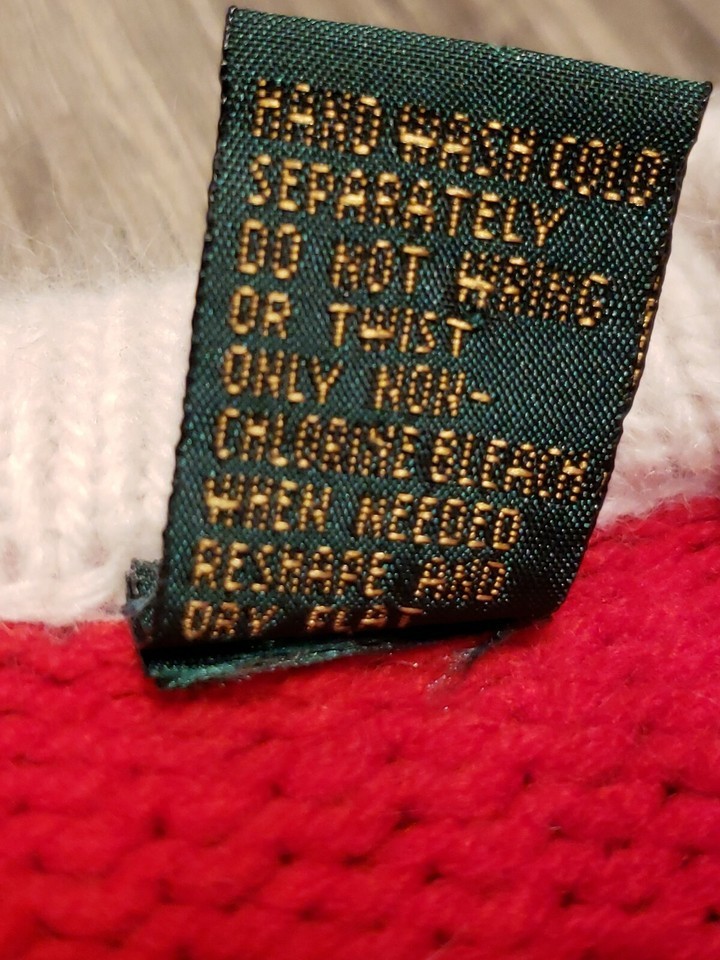 HAND WASH COLD
SEPARATELY
DO NOT WRING
OR TWIST
ONLY NON-
CHLORINE BLEACH
WHEN NEEDED
RESHAPE AND
DRY FLAT